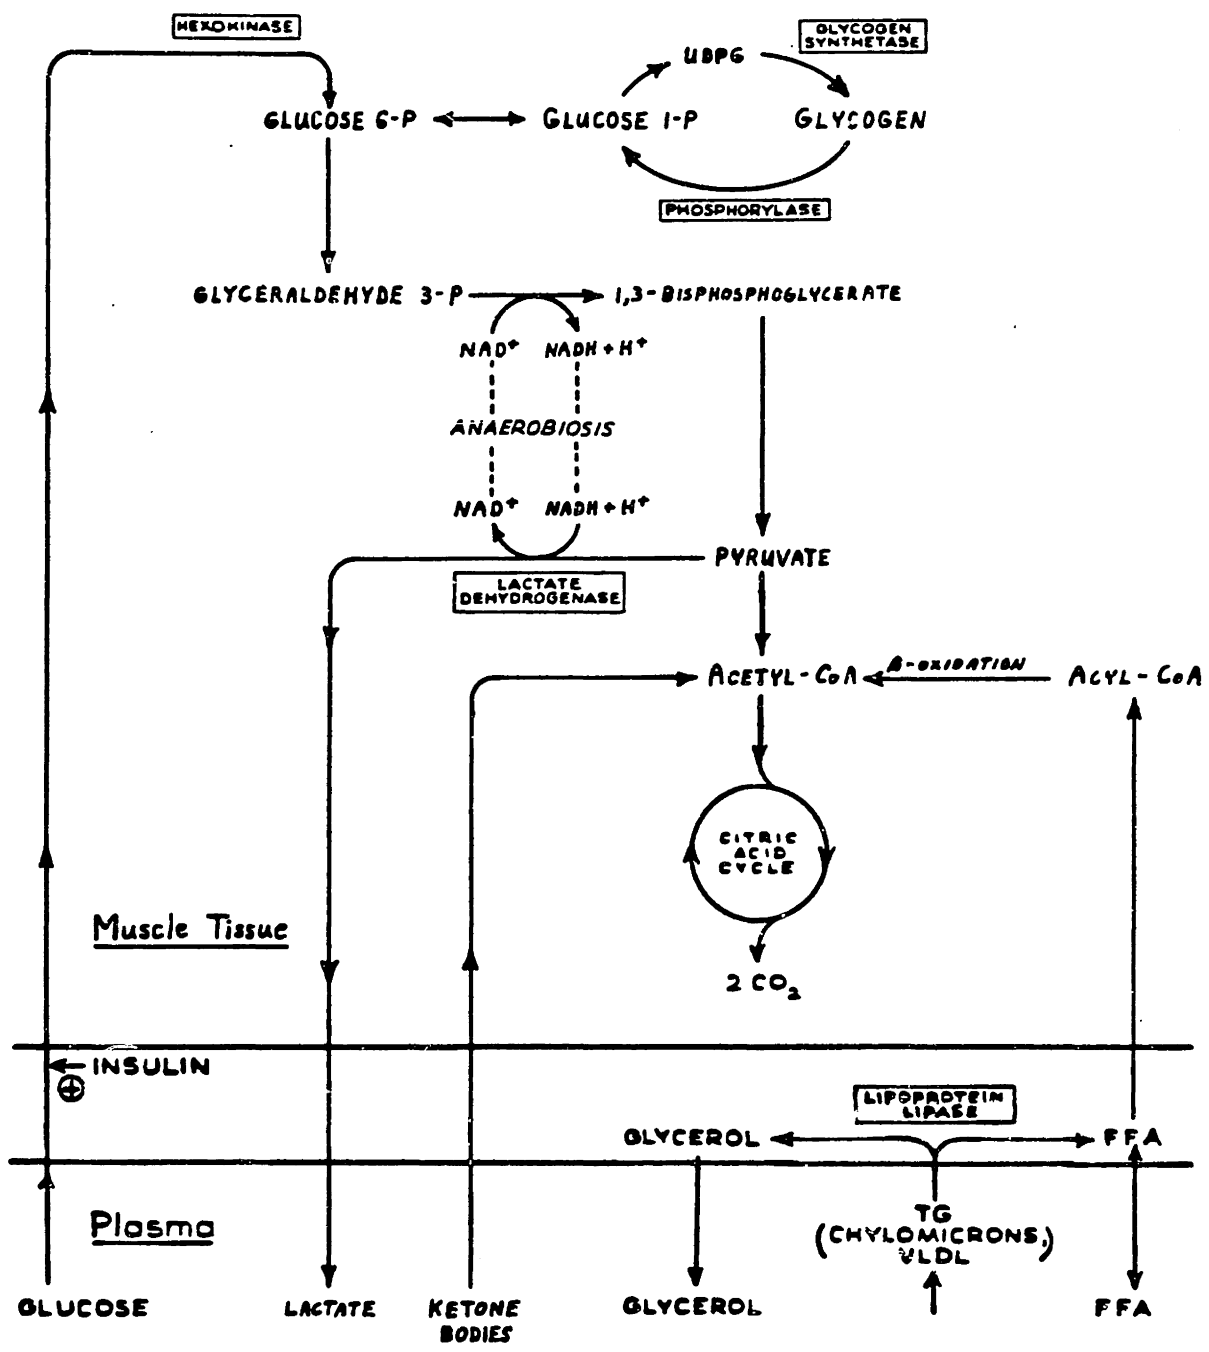 HEXOKINASE
GLYCOGEN
SYNTHETASE
UDPG
GLUCOSE 6-P
GLUCOSE 1-P
GLYCOGEN
PHOSPHORYLASE
GLYCERALDEHYDE 3-P
1,3-BISPHOSPHOGLYCERATE
NAD+ NADH + H+
ANAEROBIOSIS
NAD+ NADH + H+
PYRUVATE
LACTATE
DEHYDROGENASE
ACETYL-CoA
β-OXIDATION
ACYL-CoA
CITRIC
ACID
CYCLE
Muscle Tissue
2 CO2
INSULIN
+
LIPOPROTEIN
LIPASE
GLYCEROL
FFA
Plasma
TG
(CHYLOMICRONS,
VLDL)
GLUCOSE
LACTATE
KETONE
BODIES
GLYCEROL
FFA